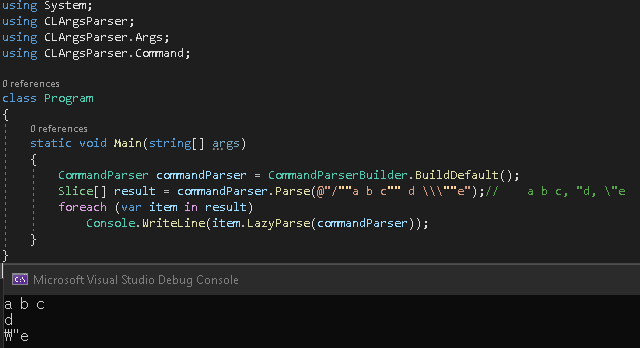 using System;
using CLArgsParser;
using CLArgsParser.Args;
using CLArgsParser.Command;
0 references
class Program
{
0 references
static void Main(string[] args)
{
CommandParser commandParser = CommandParserBuilder.BuildDefault();
Slice[] result = commandParser.Parse(@"/""a b c"" d \\\""e");//    a b c, "d, \"e
foreach (var item in result)
Console.WriteLine(item.LazyParse(commandParser));
}
}
C:\ Microsoft Visual Studio Debug Console
a b c
d
₩"e